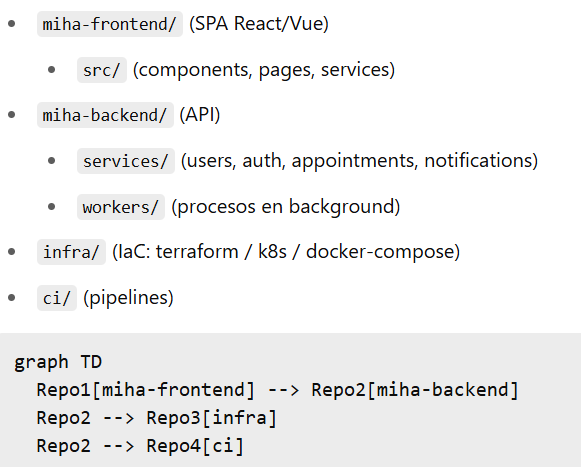 miha-frontend/ (SPA React/Vue)
src/ (components, pages, services)
miha-backend/ (API)
services/ (users, auth, appointments, notifications)
workers/ (procesos en background)
infra/ (IaC: terraform / k8s / docker-compose)
ci/ (pipelines)
graph TD
  Repo1[miha-frontend] --> Repo2[miha-backend]
  Repo2 --> Repo3[infra]
  Repo2 --> Repo4[ci]